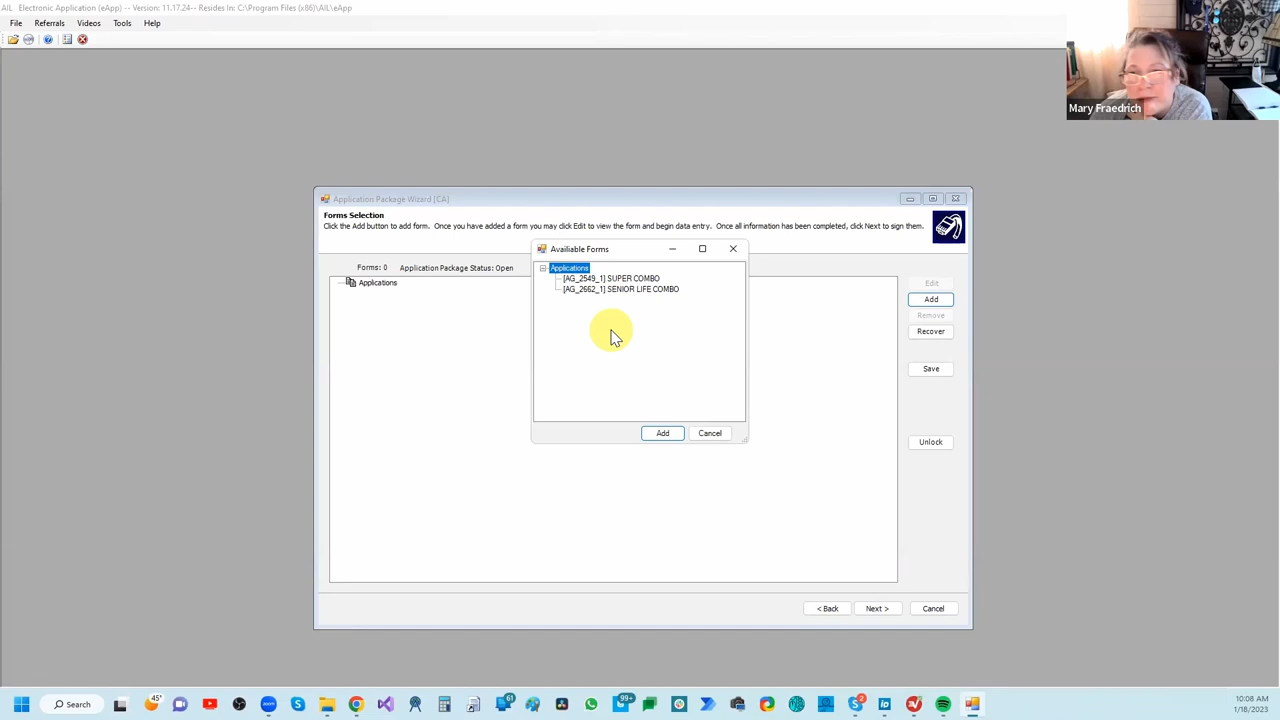 AIL Electronic Application (eApp) -- Version: 11.17.24-- Resides In: C:\Program Files (x86)\AIL\eApp
File Referrals Videos Tools Help
Mary Fraedrich
Application Package Wizard [CA]
Forms Selection
Click the Add button to add form. Once you have added a form you may click Edit to view the form and begin data entry. Once all information has been completed, click Next to sign them.
Forms: 0 Application Package Status: Open
Applications
Availiable Forms
Applications
[AG_2549_1] SUPER COMBO
[AG_2662_1] SENIOR LIFE COMBO
Add Cancel
Edit
Add
Remove
Recover
Save
Unlock
< Back Next > Cancel
45°
Search
61
99+
2
10:08 AM
1/18/2023